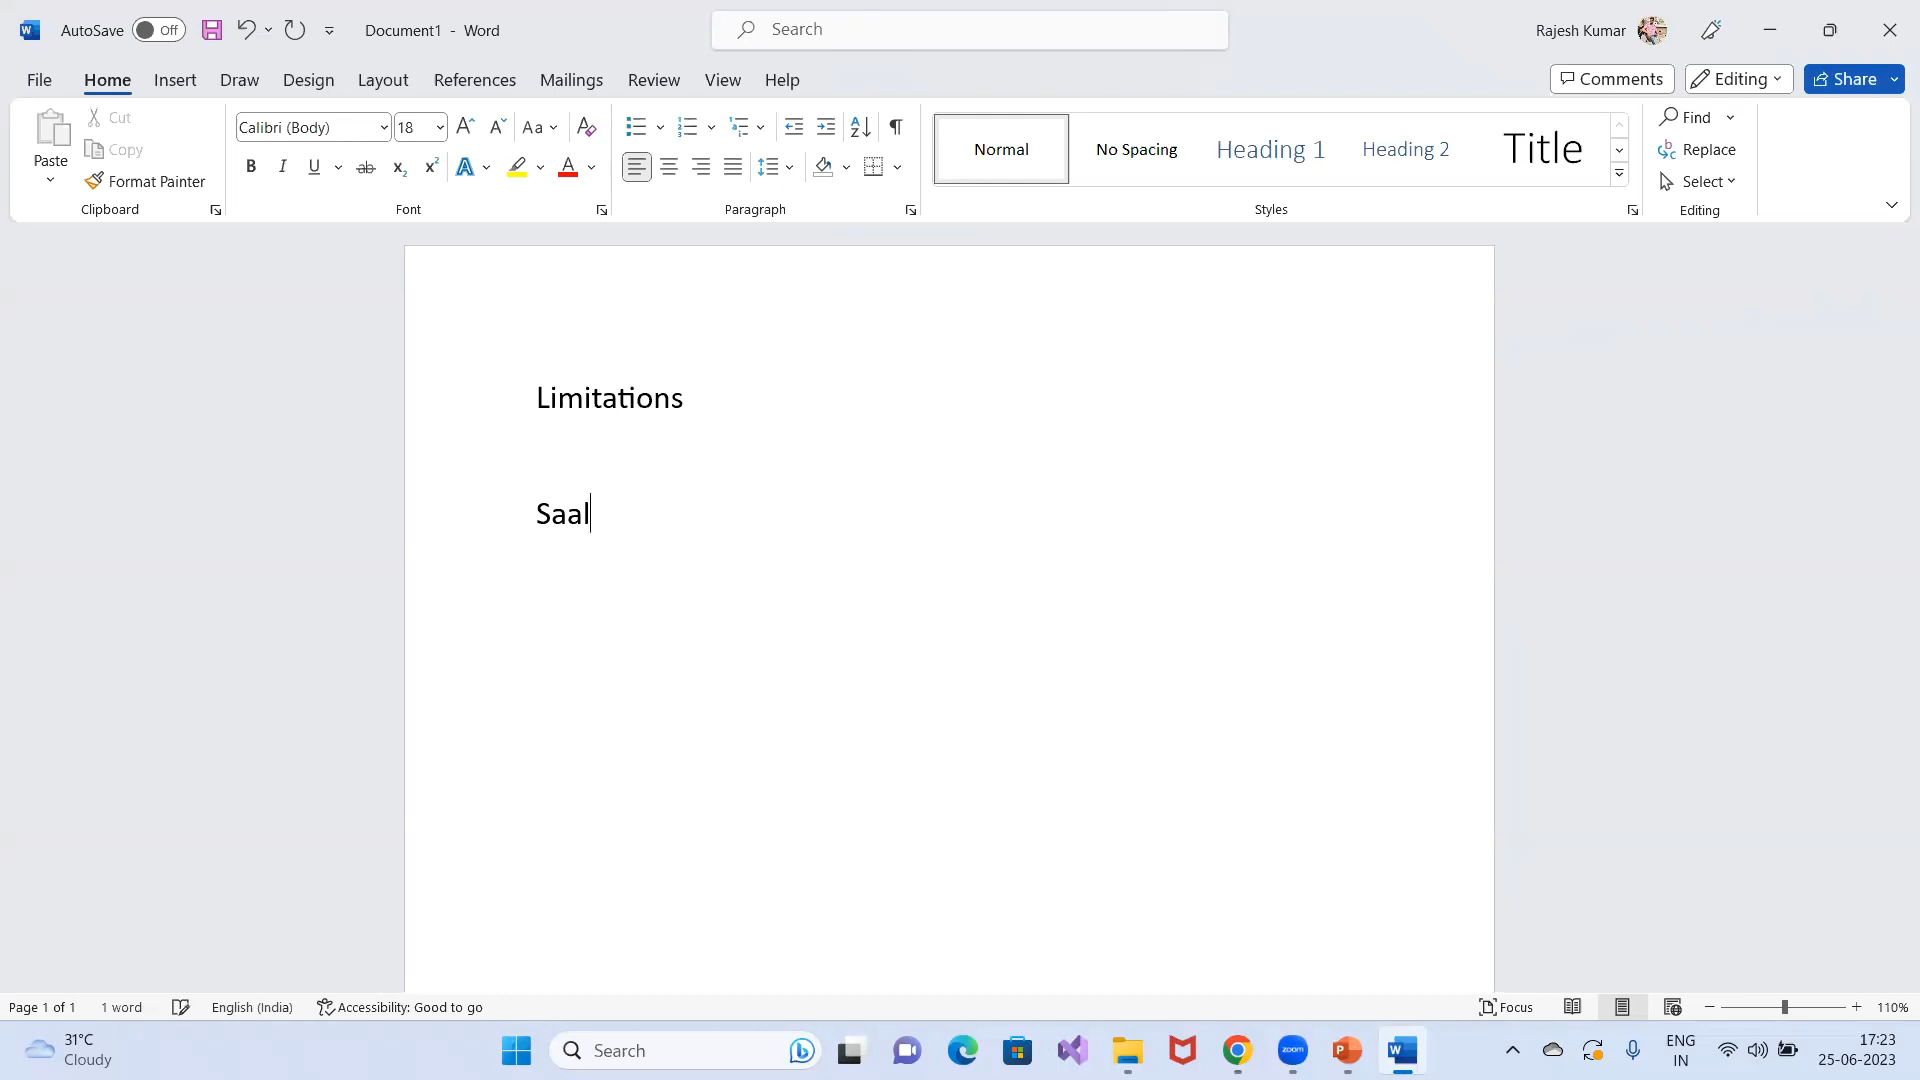 AutoSave Off Document1 - Word Search Rajesh Kumar
File Home Insert Draw Design Layout References Mailings Review View Help Comments Editing Share
Paste Cut Copy Format Painter Clipboard
Calibri (Body) 18 Font
Paragraph
Normal No Spacing Heading 1 Heading 2 Title Styles
Find Replace Select Editing
Limitations
Saal
Page 1 of 1 1 word English (India) Accessibility: Good to go Focus 110%
31°C Cloudy Search zoom ENG IN 17:23 25-06-2023